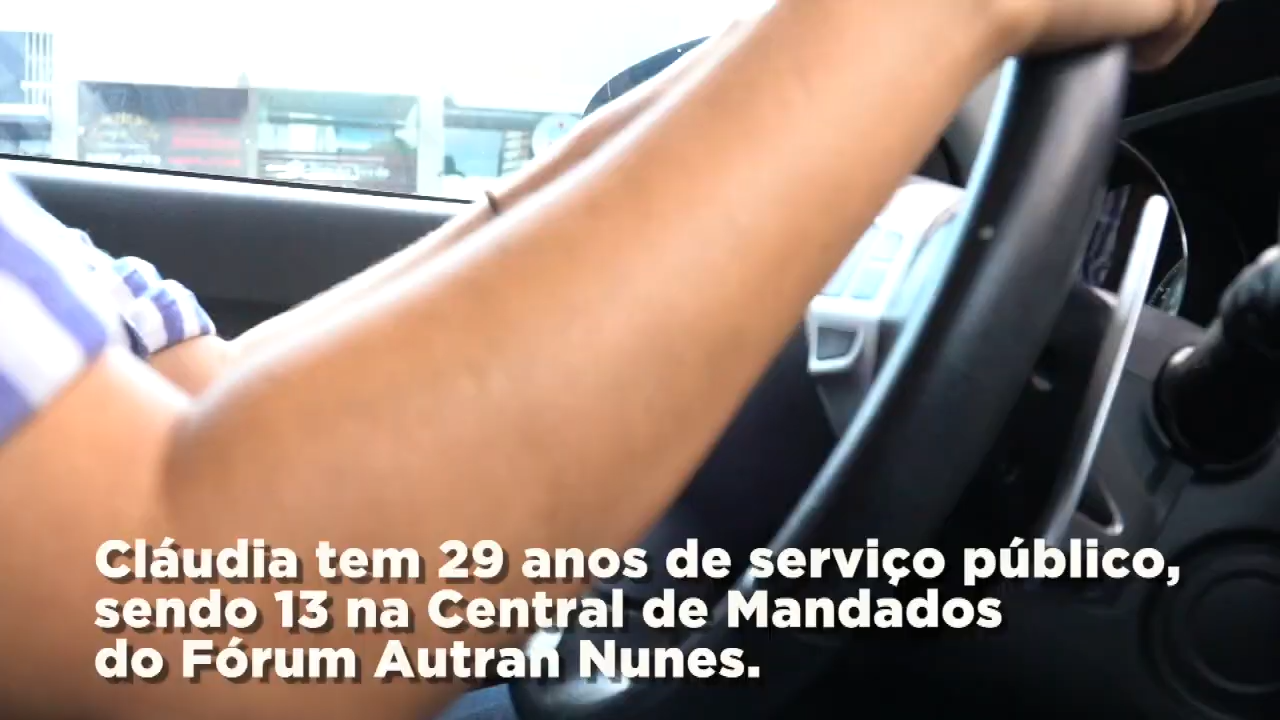 Cláudia tem 29 anos de serviço público,
sendo 13 na Central de Mandados
do Fórum Autran Nunes.